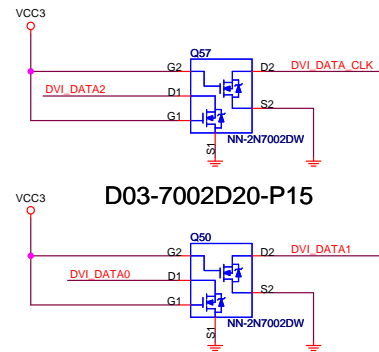 VCC3
Q57
G2 D2 DVI_DATA_CLK
DVI_DATA2 D1
S2
G1
S1
NN-2N7002DW
VCC3
D03-7002D20-P15
Q50
G2 D2 DVI_DATA1
DVI_DATA0 D1
S2
G1
S1
NN-2N7002DW